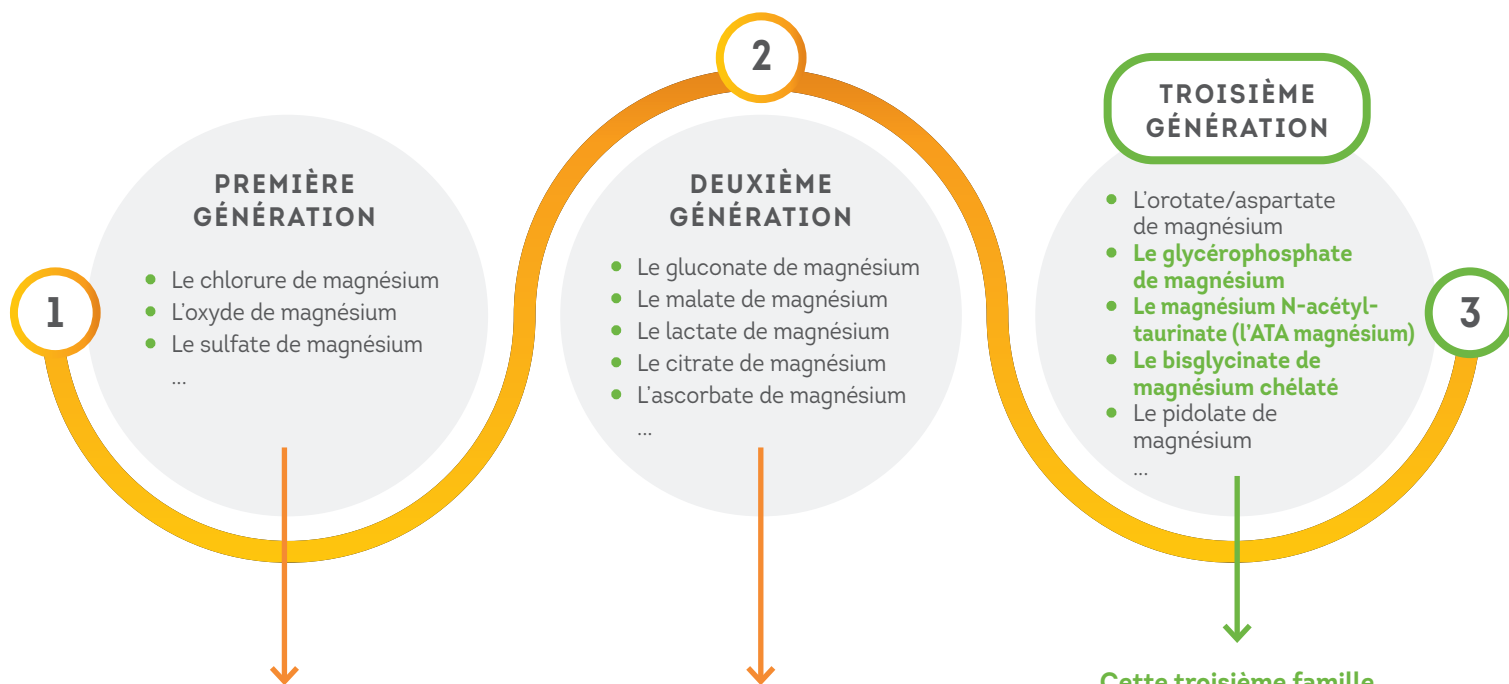 1
PREMIÈRE
GÉNÉRATION
Le chlorure de magnésium
L'oxyde de magnésium
Le sulfate de magnésium
...
2
DEUXIÈME
GÉNÉRATION
Le gluconate de magnésium
Le malate de magnésium
Le lactate de magnésium
Le citrate de magnésium
L'ascorbate de magnésium
...
3
TROISIÈME
GÉNÉRATION
L'orotate/aspartate
de magnésium
Le glycérophosphate
de magnésium
Le magnésium N-acétyl-
taurinate (l'ATA magnésium)
Le bisglycinate de
magnésium chélaté
Le pidolate de
magnésium
...
Cette troisième famille